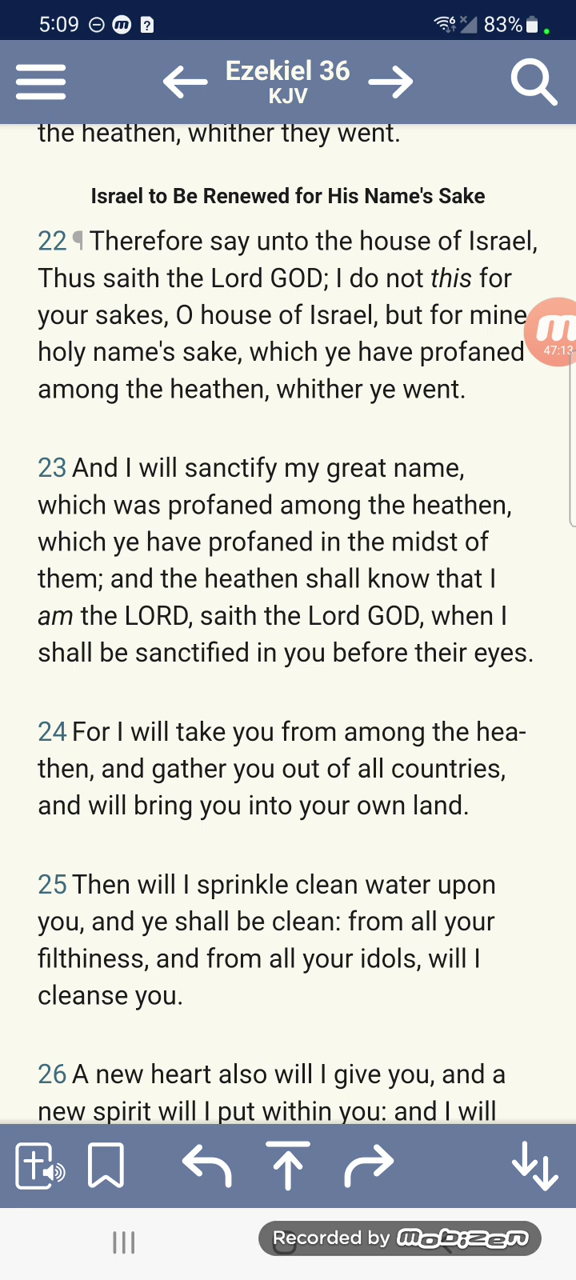 5:09 83%
Ezekiel 36
KJV
the heathen, whither they went.
Israel to Be Renewed for His Name's Sake
22 ¶ Therefore say unto the house of Israel,
Thus saith the Lord GOD; I do not this for
your sakes, O house of Israel, but for mine
holy name's sake, which ye have profaned
among the heathen, whither ye went.
47:13
23 And I will sanctify my great name,
which was profaned among the heathen,
which ye have profaned in the midst of
them; and the heathen shall know that I
am the LORD, saith the Lord GOD, when I
shall be sanctified in you before their eyes.
24 For I will take you from among the hea-
then, and gather you out of all countries,
and will bring you into your own land.
25 Then will I sprinkle clean water upon
you, and ye shall be clean: from all your
filthiness, and from all your idols, will I
cleanse you.
26 A new heart also will I give you, and a
new spirit will I put within you: and I will
Recorded by mobizen